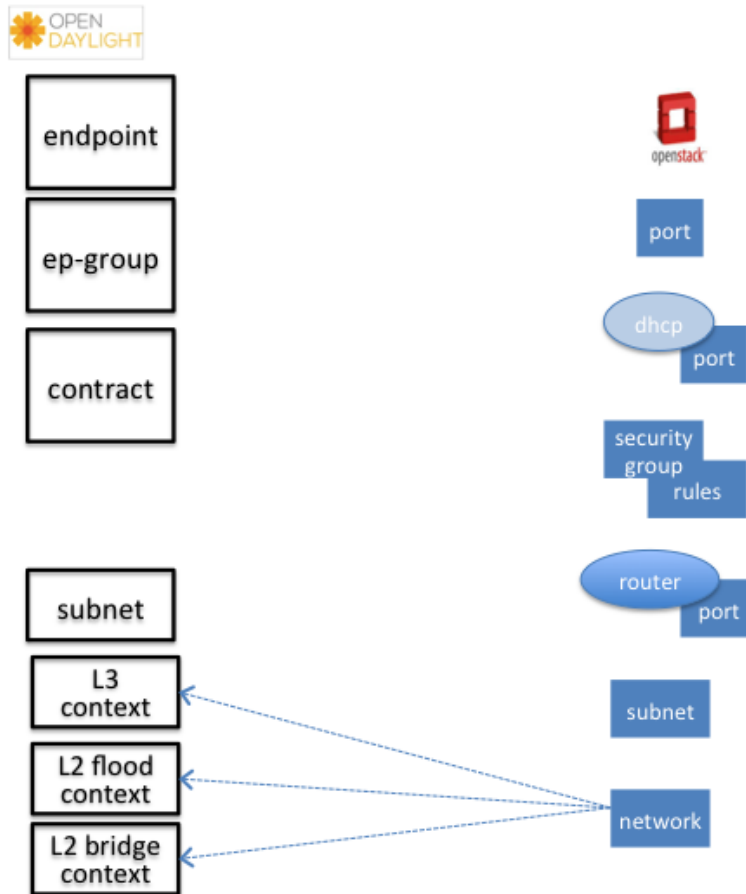 OPEN
DAYLIGHT
endpoint
openstack
ep-group
port
dhcp
port
contract
security
group
rules
subnet
router
port
L3
context
subnet
L2 flood
context
network
L2 bridge
context